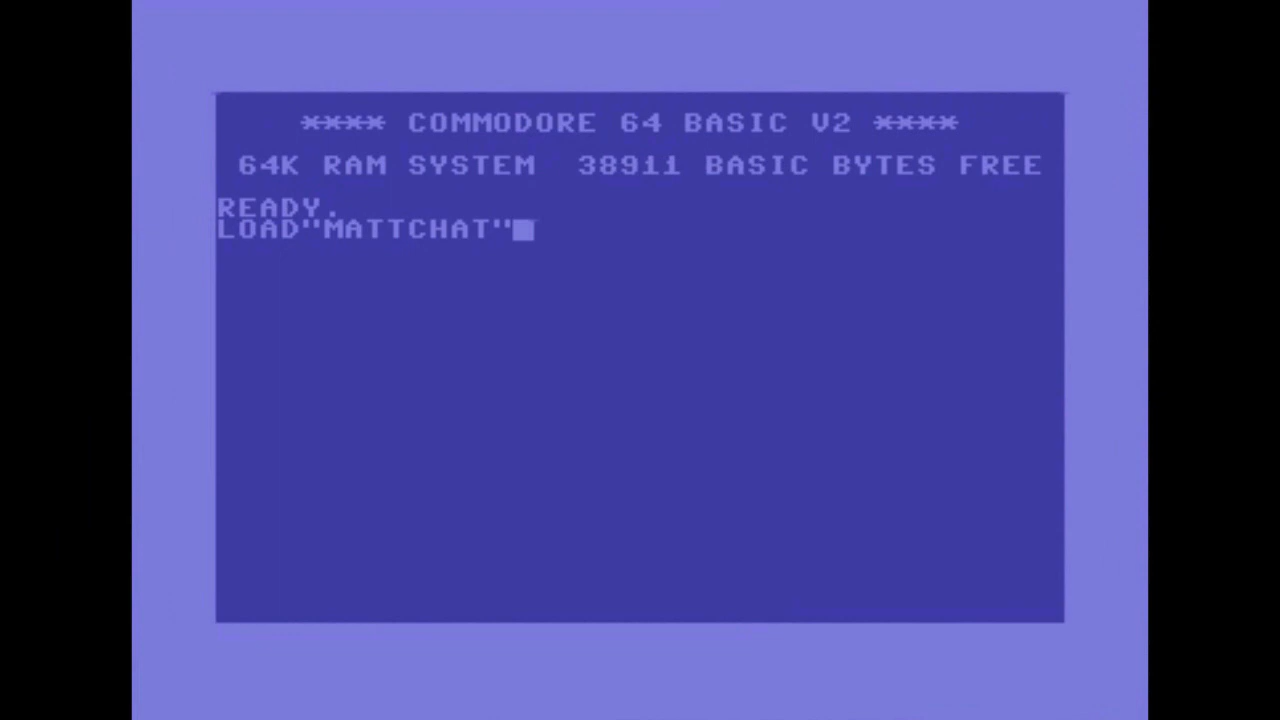 **** COMMODORE 64 BASIC V2 ****
64K RAM SYSTEM  38911 BASIC BYTES FREE
READY.
LOAD"MATTCHAT"